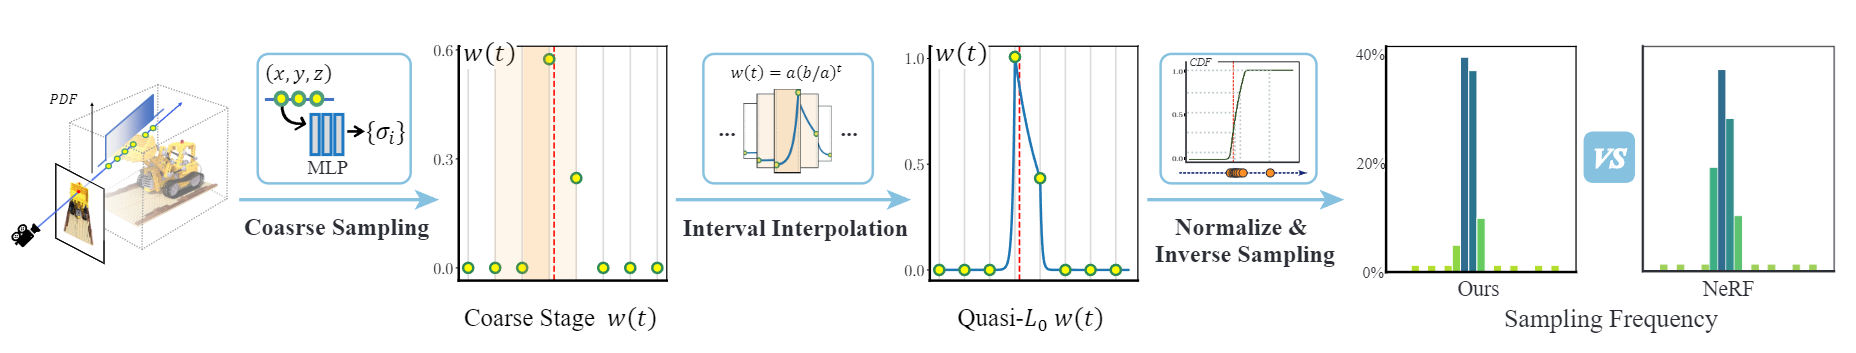 PDF
(x, y, z)
MLP
{σᵢ}
Coasrse Sampling
w(t)
0.6
0.3
0.0
Coarse Stage w(t)
w(t) = a(b/a)ᵗ
...
...
Interval Interpolation
w(t)
1.0
0.5
0.0
Quasi-L₀ w(t)
CDF
1.0
0.5
0.0
Normalize &
Inverse Sampling
40%
20%
0%
Ours
VS
NeRF
Sampling Frequency